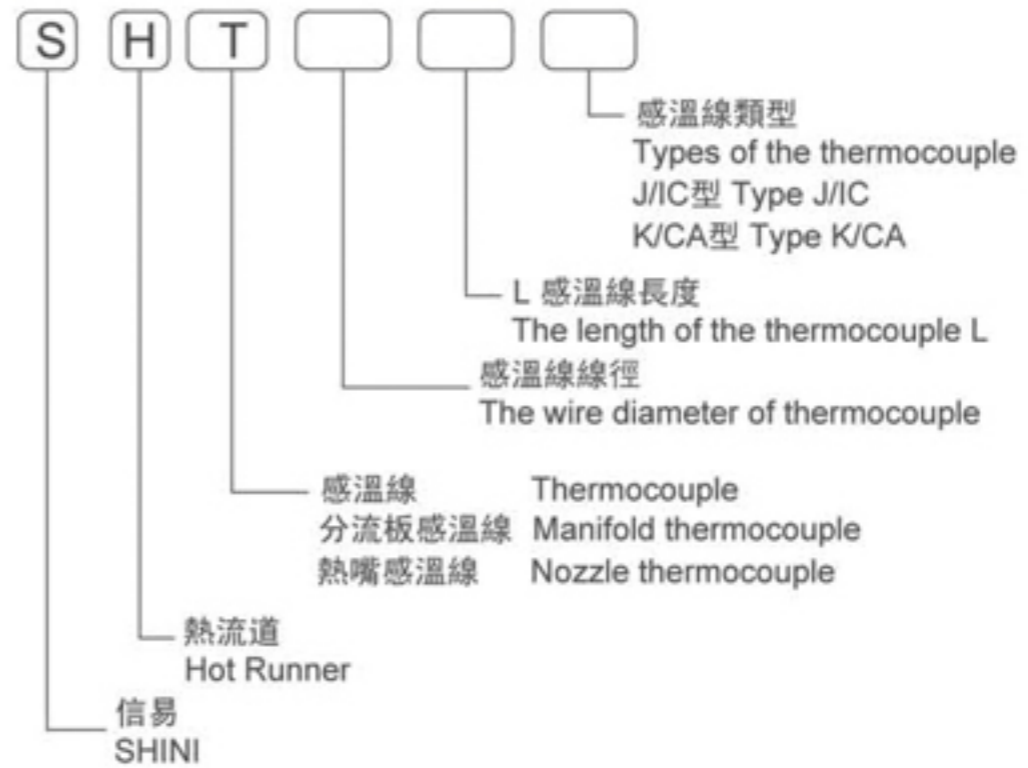 S H T
感溫線類型
Types of the thermocouple
J/IC型 Type J/IC
K/CA型 Type K/CA
L 感溫線長度
The length of the thermocouple L
感溫線線徑
The wire diameter of thermocouple
感溫線 Thermocouple
分流板感溫線 Manifold thermocouple
熱嘴感溫線 Nozzle thermocouple
熱流道
Hot Runner
信易
SHINI